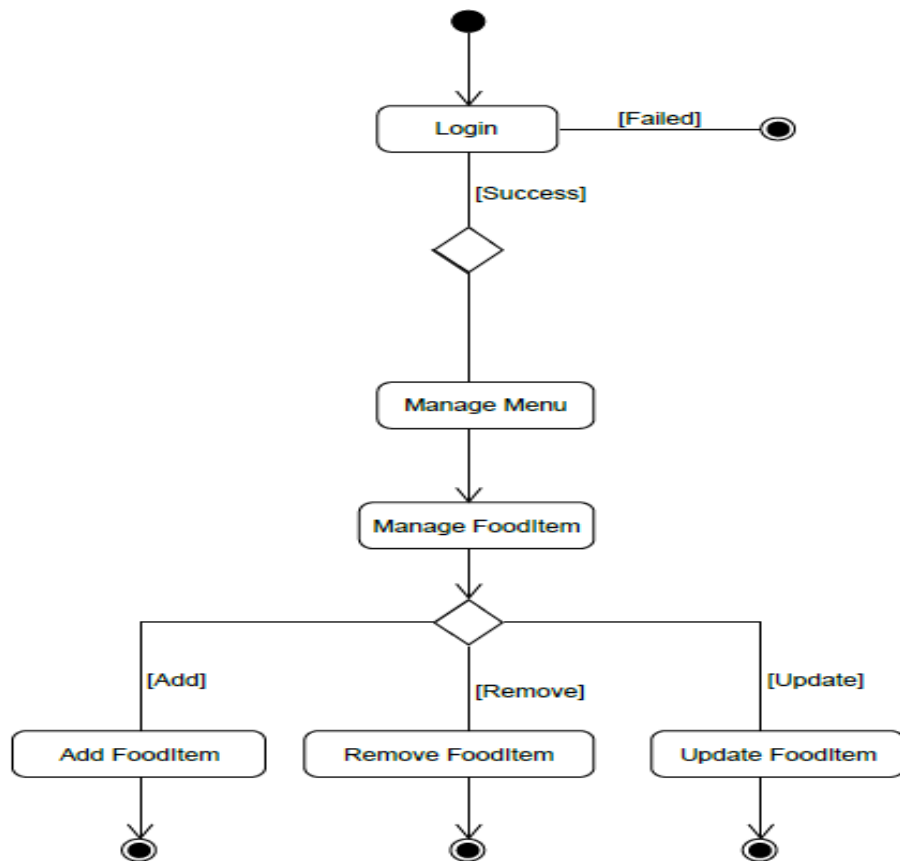 Login
[Failed]
[Success]
Manage Menu
Manage FoodItem
[Add]
[Remove]
[Update]
Add FoodItem
Remove FoodItem
Update FoodItem